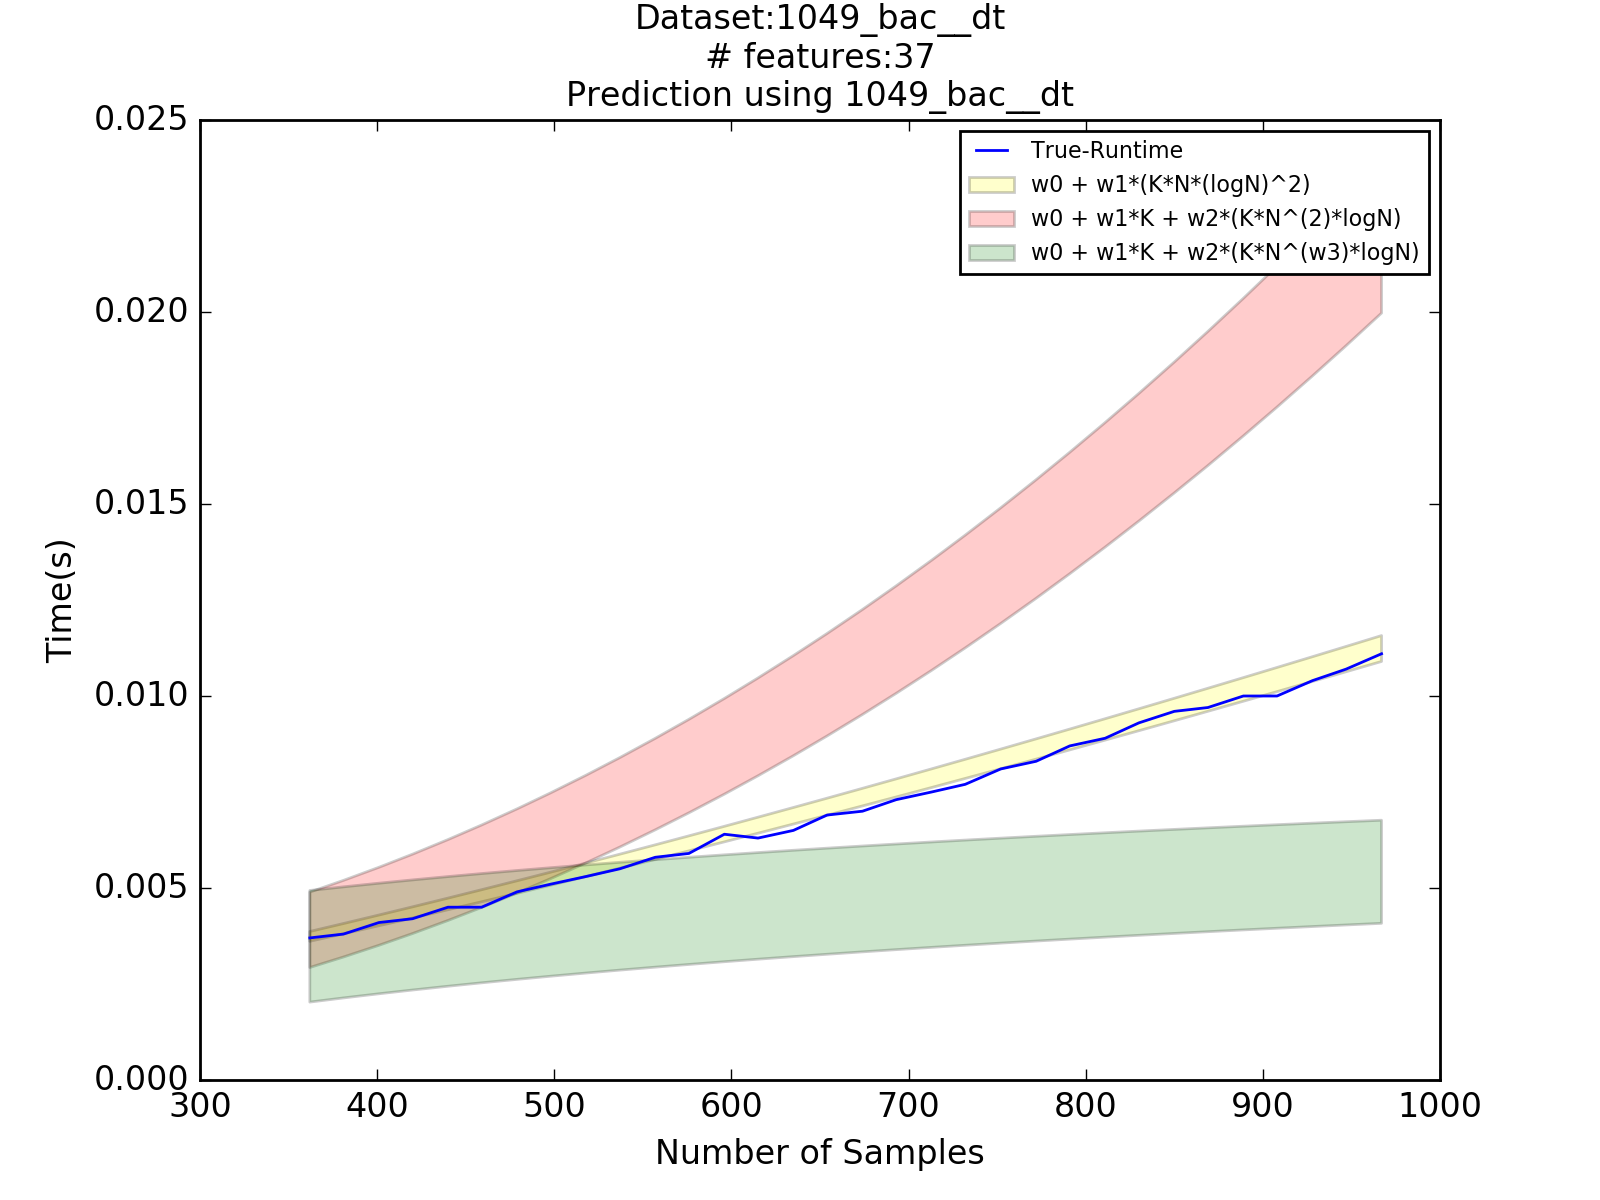 Dataset:1049_bac__dt
# features:37
Prediction using 1049_bac__dt
0.025
0.020
0.015
0.010
0.005
0.000
Time(s)
True-Runtime
w0 + w1*(K*N*(logN)^2)
w0 + w1*K + w2*(K*N^(2)*logN)
w0 + w1*K + w2*(K*N^(w3)*logN)
300 400 500 600 700 800 900 1000
Number of Samples